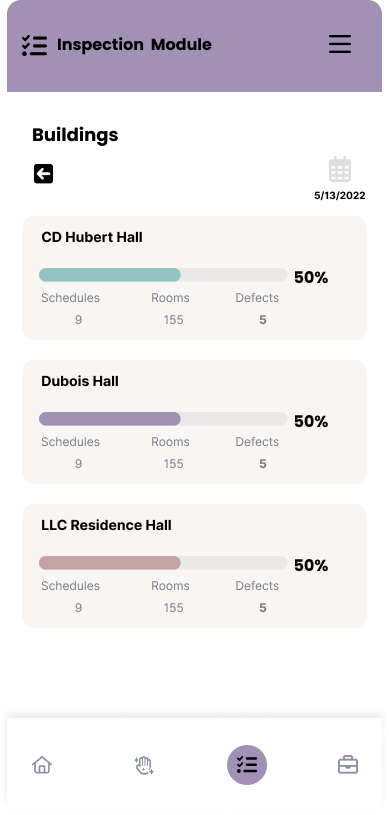 Inspection Module
Buildings
5/13/2022
CD Hubert Hall
50%
Schedules Rooms Defects
9 155 5
Dubois Hall
50%
Schedules Rooms Defects
9 155 5
LLC Residence Hall
50%
Schedules Rooms Defects
9 155 5